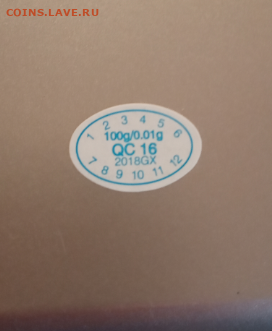 COINS.LAVE.RU
1 2 3 4 5 6
100g/0.01g
QC 16
2018GX
7 8 9 10 11 12